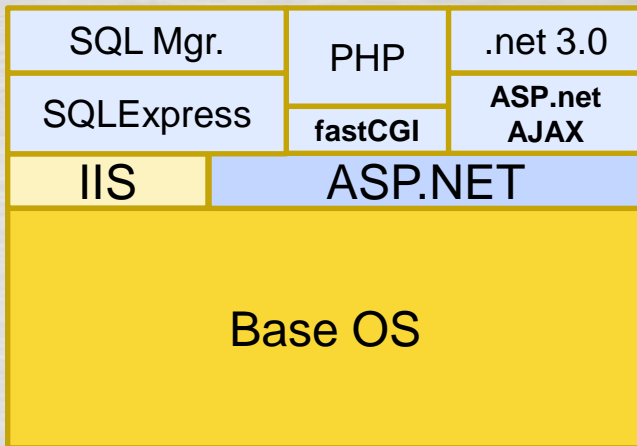 SQL Mgr.
PHP
.net 3.0
SQLExpress
fastCGI
ASP.net
AJAX
IIS
ASP.NET
Base OS